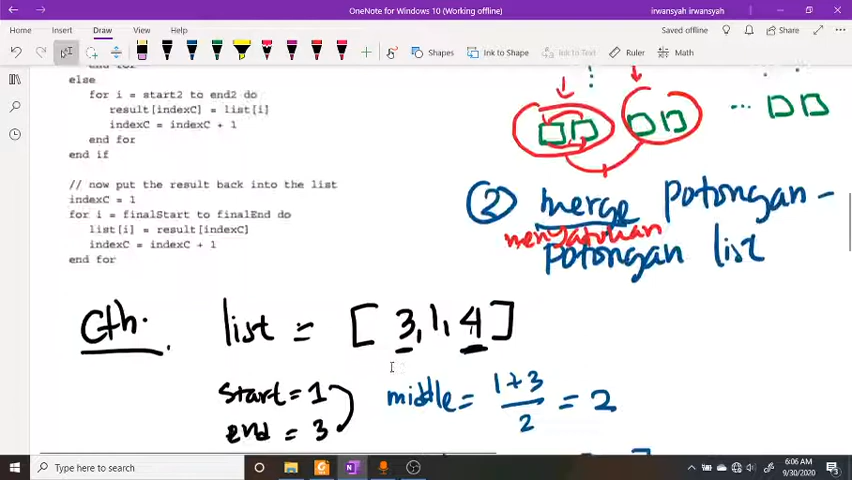 OneNote for Windows 10 (Working offline)
irwansyah irwansyah
Home Insert Draw View Help
Saved offline Share
Shapes Ink to Shape Ink to Text Ruler Math
end for
else
for i = start2 to end2 do
result[indexC] = list[i]
indexC = indexC + 1
end for
end if
// now put the result back into the list
indexC = 1
for i = finalStart to finalEnd do
list[i] = result[indexC]
indexC = indexC + 1
end for
② merge potongan -
menyatukan
potongan list
Cth. list = [3, 1, 4]
start = 1
end = 3
middle = 1+3 / 2 = 2
Type here to search
6:06 AM
9/30/2020